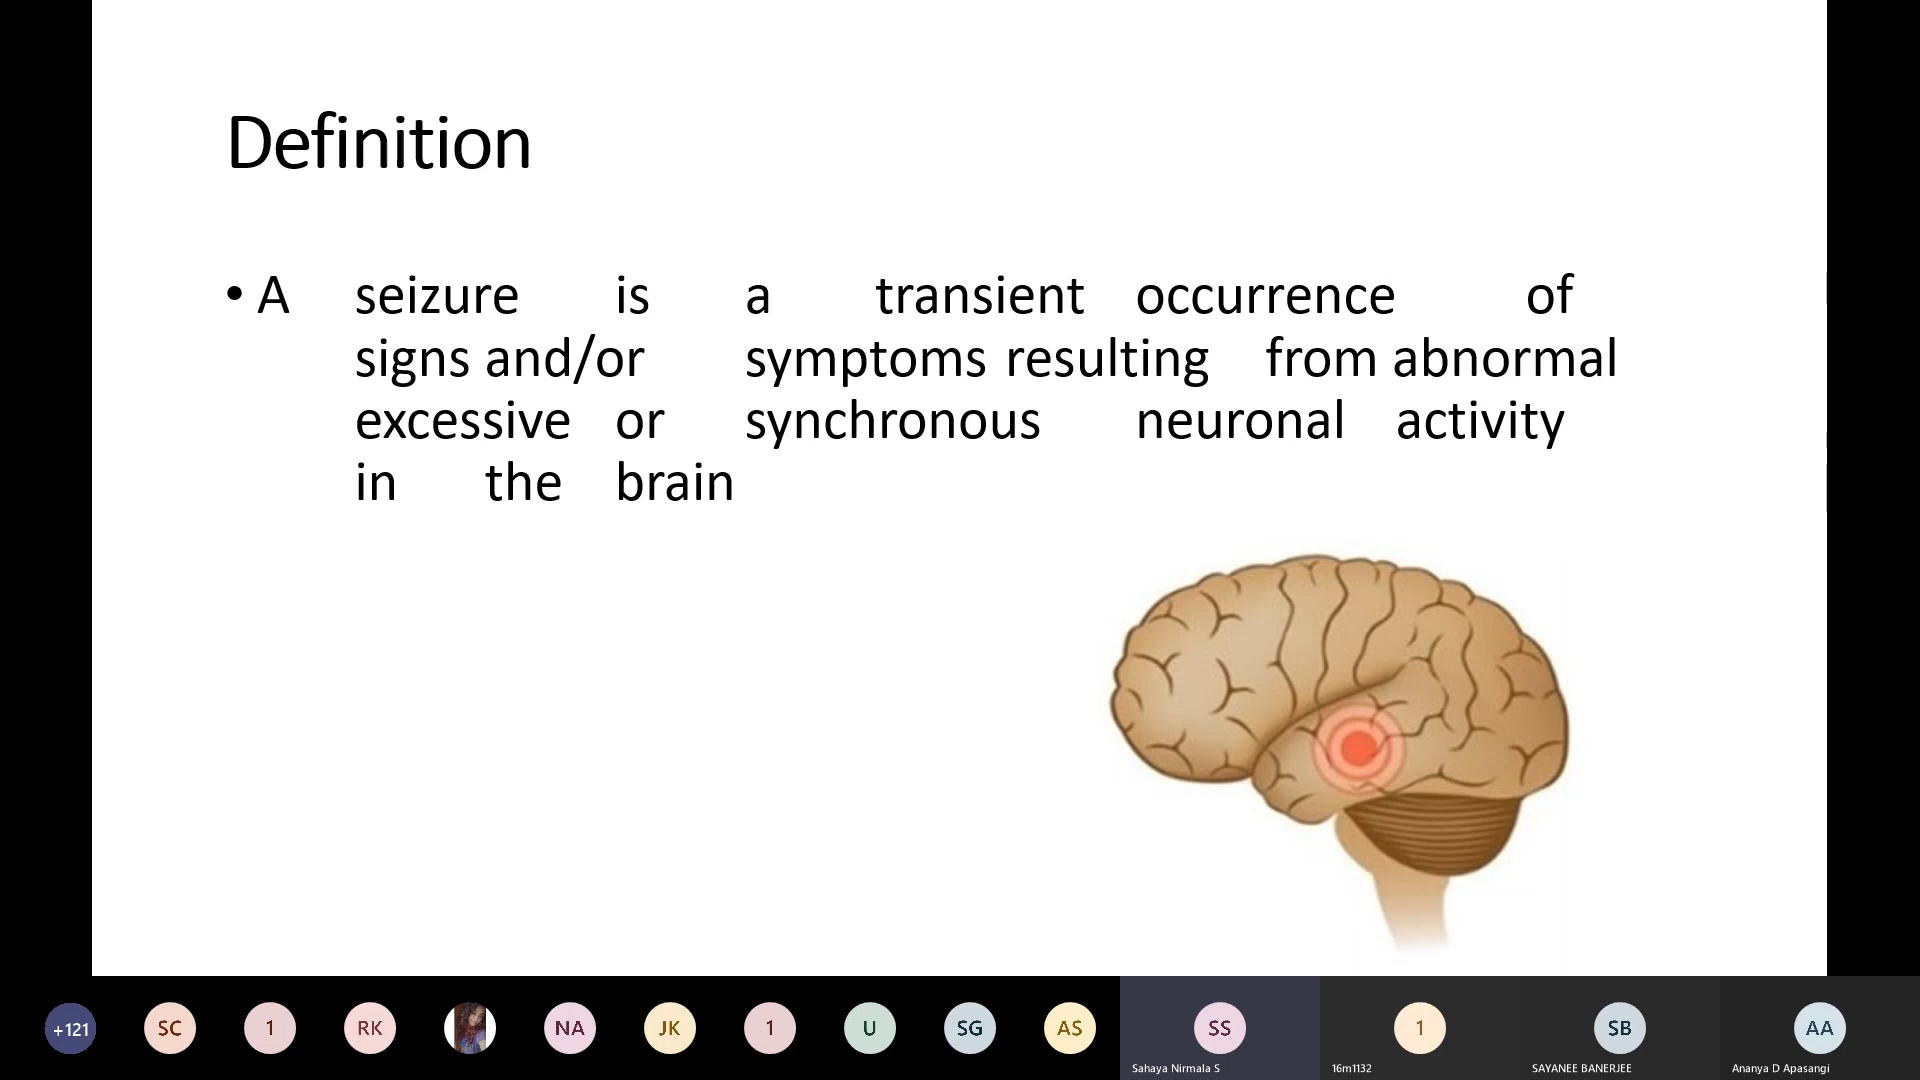 Definition
• A seizure is a transient occurrence of
signs and/or symptoms resulting from abnormal
excessive or synchronous neuronal activity
in the brain
+121 SC 1 RK NA JK 1 U SG AS SS 1 SB AA
Sahaya Nirmala S 16m1132 SAYANEE BANERJEE Ananya D Apasangi